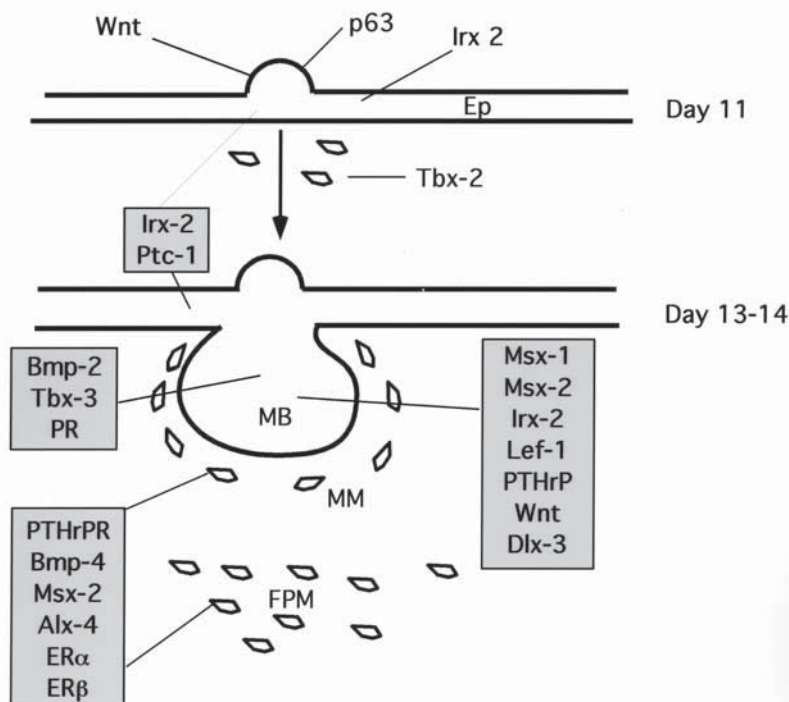 Wnt
p63
Irx 2
Ep
Day 11
Tbx-2
Irx-2
Ptc-1
Day 13-14
Bmp-2
Tbx-3
PR
MB
Msx-1
Msx-2
Irx-2
Lef-1
PTHrP
Wnt
Dlx-3
MM
PTHrPR
Bmp-4
Msx-2
Alx-4
ERα
ERβ
FPM